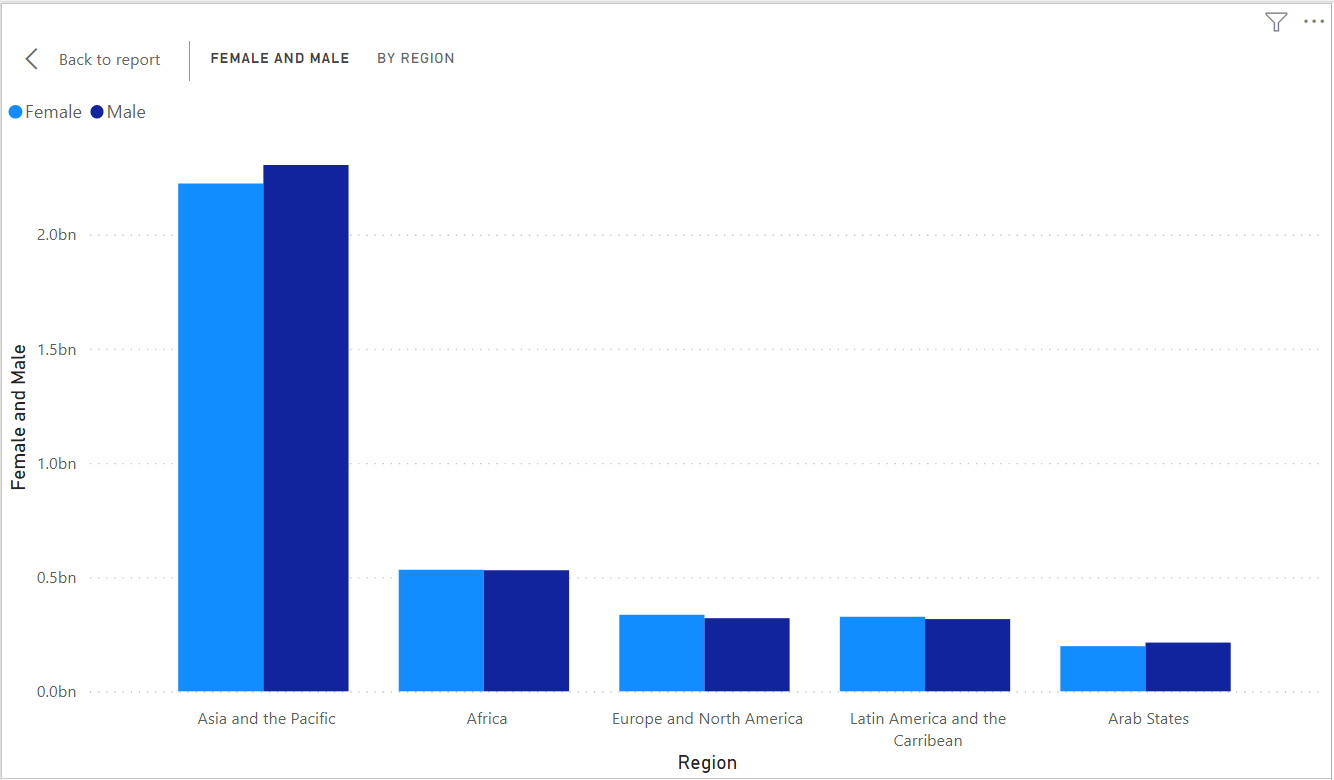 Back to report
FEMALE AND MALE
BY REGION
Female
Male
Female and Male
2.0bn
1.5bn
1.0bn
0.5bn
0.0bn
Asia and the Pacific
Africa
Europe and North America
Latin America and the
Carribean
Arab States
Region